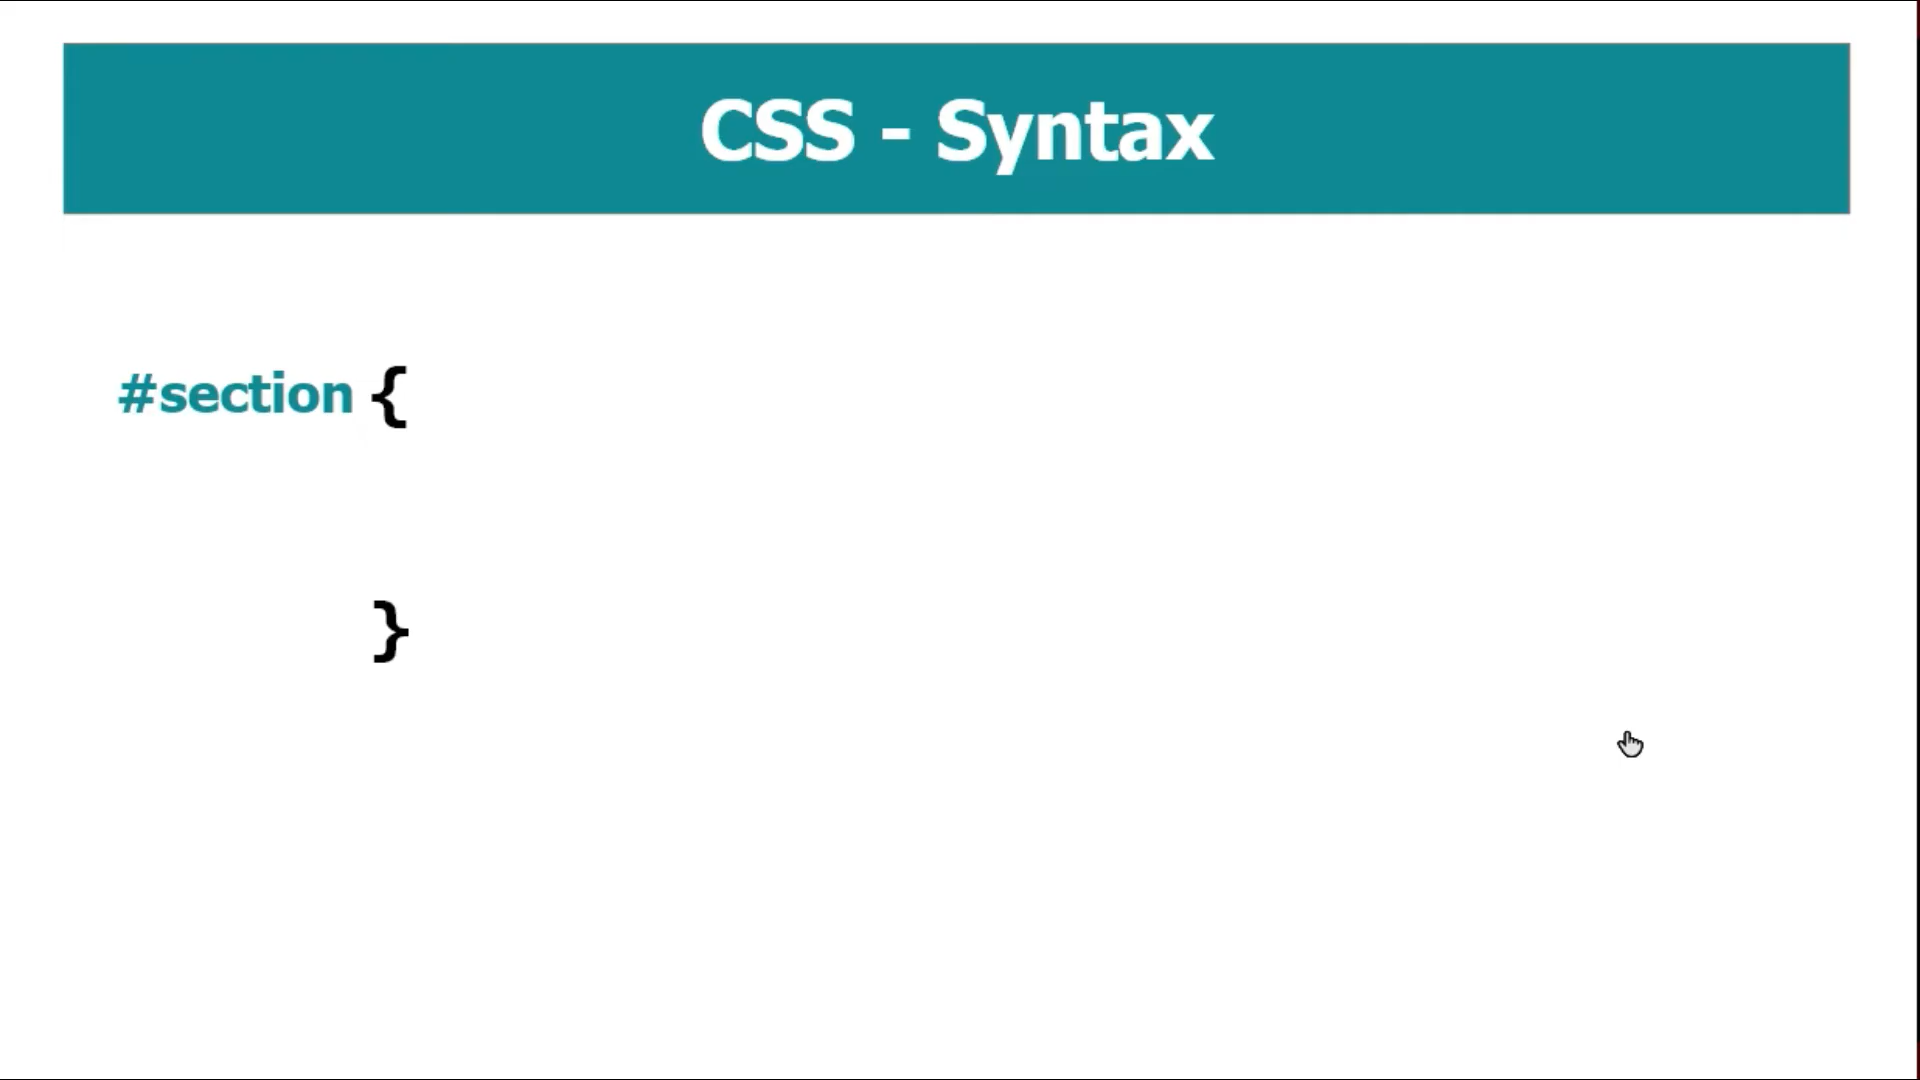 CSS - Syntax
#section {
}